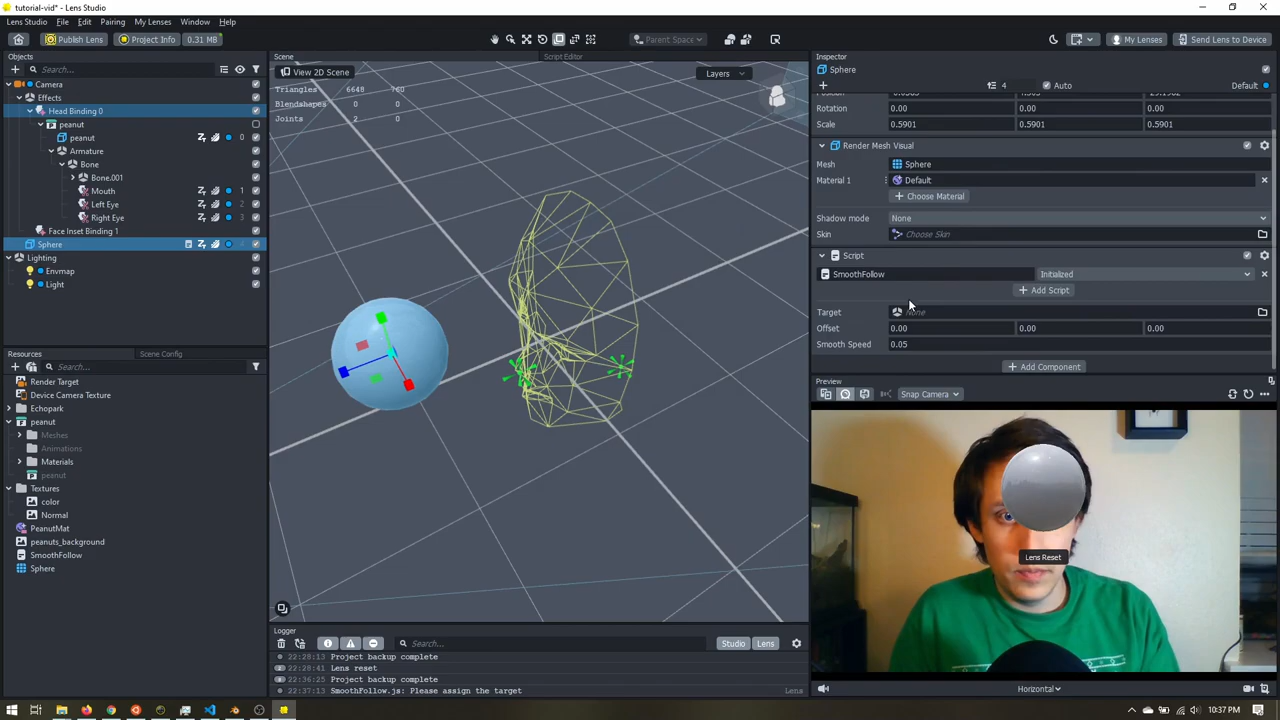 tutorial-vid* - Lens Studio
Lens Studio File Edit Pairing My Lenses Window Help
Publish Lens Project Info 0.31 MB Parent Space My Lenses Send Lens to Device
Objects
Search...
Camera
Effects
Head Binding 0
peanut
peanut 0
Armature
Bone
Bone.001
Mouth 1
Left Eye 2
Right Eye 3
Face Inset Binding 1
Sphere 4
Lighting
Envmap
Light
Resources Scene Config
Search...
Render Target
Device Camera Texture
Echopark
peanut
Meshes
Animations
Materials
peanut
Textures
color
Normal
PeanutMat
peanuts_background
SmoothFollow
Sphere
Scene Script Editor
View 2D Scene Layers
Triangles 6648 760
Blendshapes 0 0
Joints 2 0
Logger
Search... Studio Lens
22:28:13 Project backup complete
2 22:28:41 Lens reset
2 22:36:25 Project backup complete
22:37:13 SmoothFollow.js: Please assign the target Lens
Inspector
Sphere
4 Auto Default
Rotation 0.00 0.00 0.00
Scale 0.5901 0.5901 0.5901
Render Mesh Visual
Mesh Sphere
Material 1 Default
+ Choose Material
Shadow mode None
Skin Choose Skin
Script
SmoothFollow Initialized
+ Add Script
Target None
Offset 0.00 0.00 0.00
Smooth Speed 0.05
+ Add Component
Preview
Snap Camera
Lens Reset
Horizontal
10:37 PM